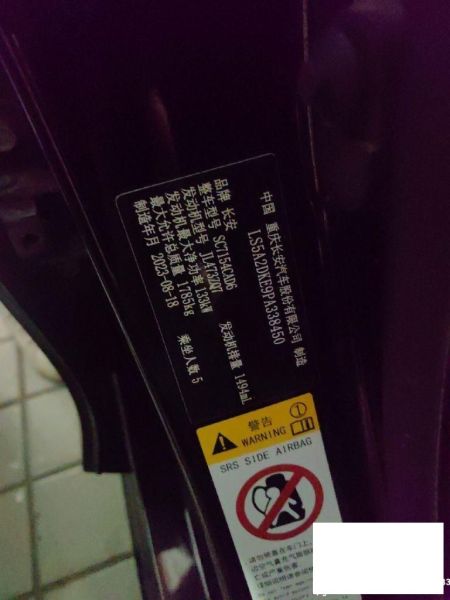 中国 重庆长安汽车股份有限公司 制造
LS5A2DKE9PA338450
品牌 长安
整车型号 SC7154CAD6
发动机型号 JL473ZQ7 发动机排量 1494mL
发动机最大净功率 133kW
最大允许总质量 1785kg
制造年月 2023-08-18 乘坐人数 5
警告
WARNING
SRS SIDE AIRBAG